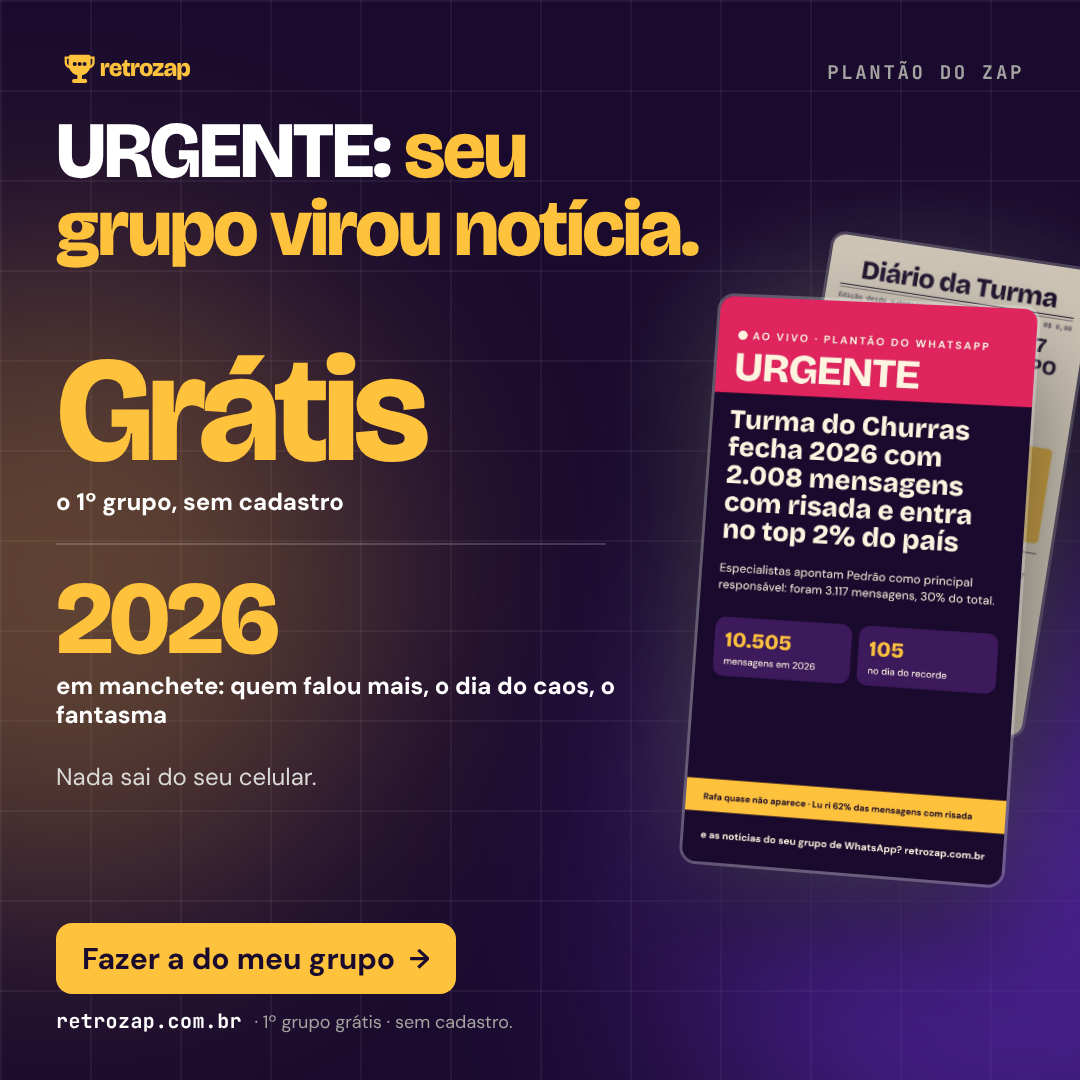 retrozap
PLANTÃO DO ZAP
URGENTE: seu
grupo virou notícia.
Grátis
o 1º grupo, sem cadastro
2026
em manchete: quem falou mais, o dia do caos, o
fantasma
Nada sai do seu celular.
Diário da Turma
R$ 0,00
AO VIVO · PLANTÃO DO WHATSAPP
URGENTE
Turma do Churras
fecha 2026 com
2.008 mensagens
com risada e entra
no top 2% do país
Especialistas apontam Pedrão como principal
responsável: foram 3.117 mensagens, 30% do total.
10.505
mensagens em 2026
105
no dia do recorde
Rafa quase não aparece · Lu ri 62% das mensagens com risada
e as notícias do seu grupo de WhatsApp? retrozap.com.br
Fazer a do meu grupo →
retrozap.com.br · 1º grupo grátis · sem cadastro.